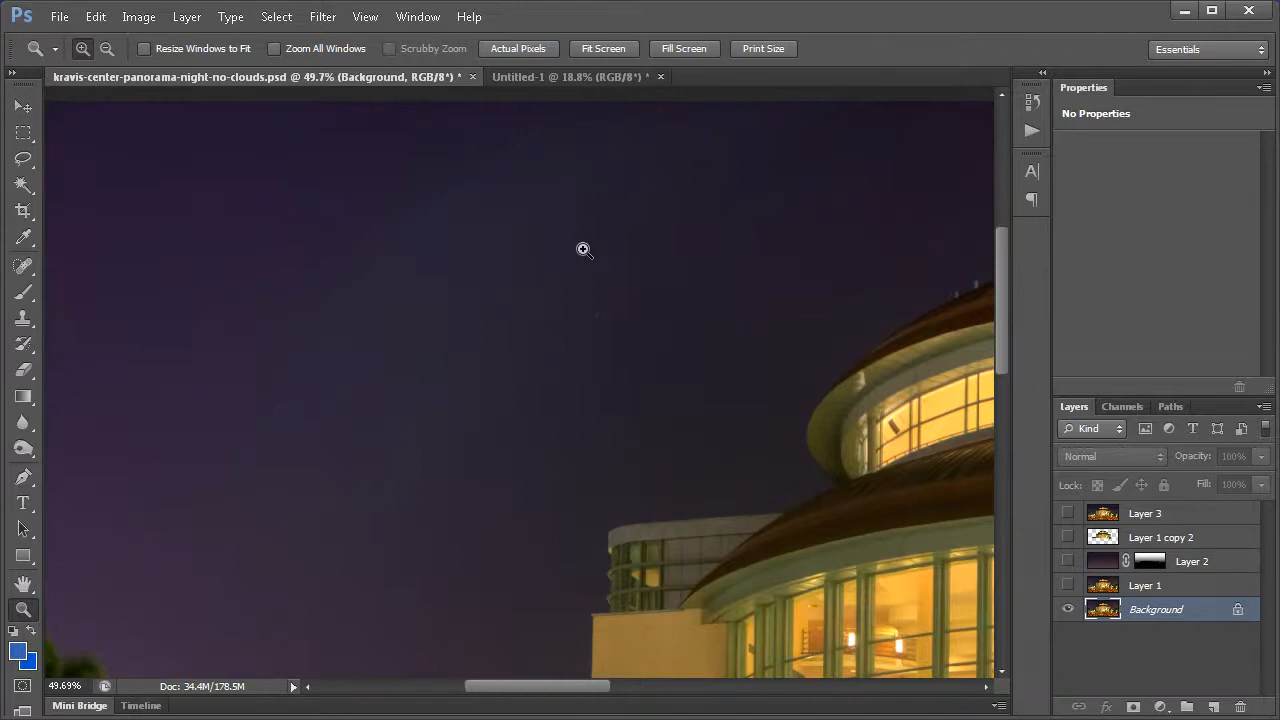 Ps File Edit Image Layer Type Select Filter View Window Help
Resize Windows to Fit Zoom All Windows Scrubby Zoom Actual Pixels Fit Screen Fill Screen Print Size Essentials
kravis-center-panorama-night-no-clouds.psd @ 49.7% (Background, RGB/8*) * Untitled-1 @ 18.8% (RGB/8*) *
Properties
No Properties
Layers Channels Paths
Kind
Normal Opacity: 100%
Lock: Fill: 100%
Layer 3
Layer 1 copy 2
Layer 2
Layer 1
Background
49.69% Doc: 34.4M/178.5M
Mini Bridge Timeline